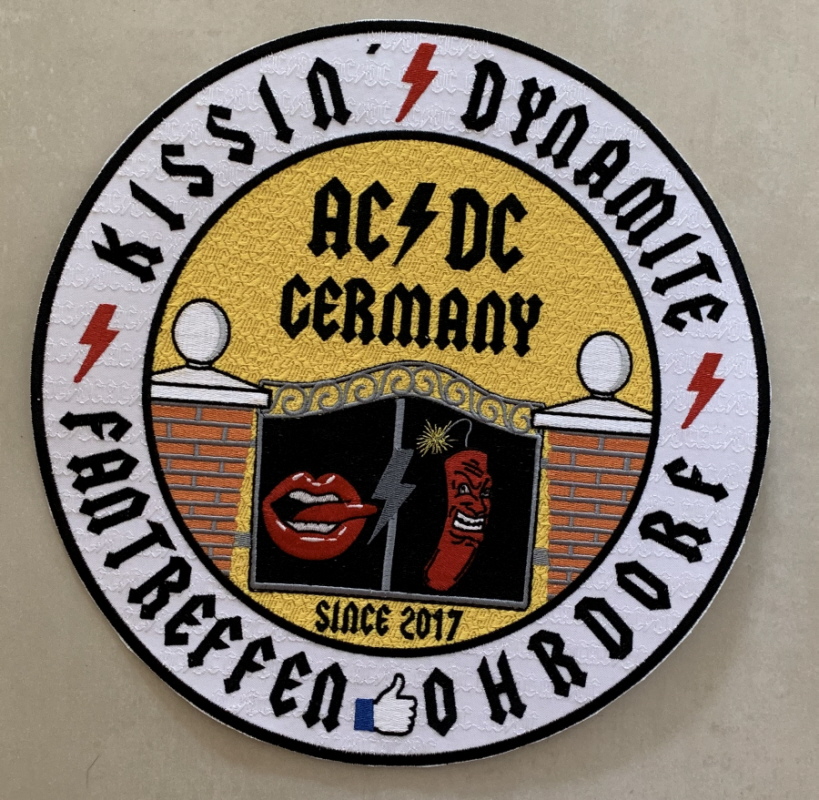 KISSIN´ DYNAMITE
AC/DC
GERMANY
SINCE 2017
FANTREFFEN OHRDORF